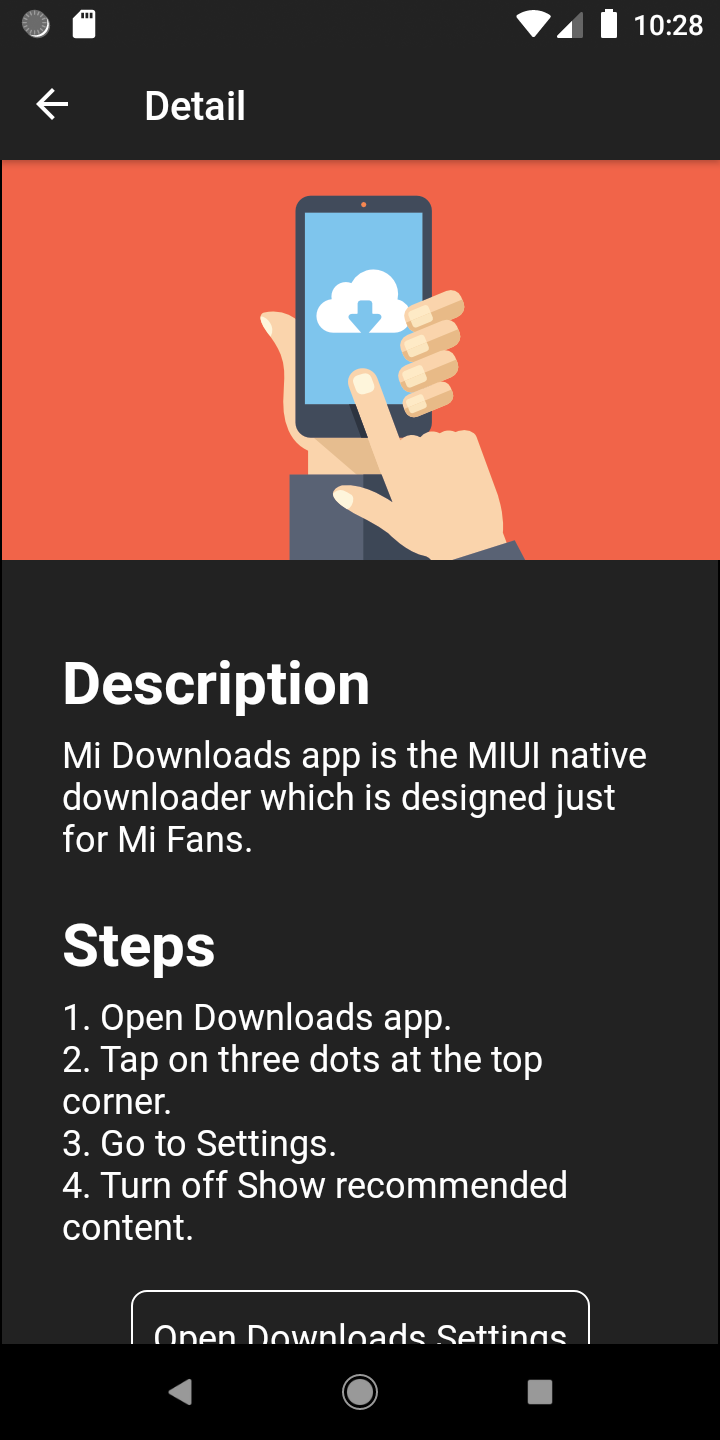 10:28
Detail
Description
Mi Downloads app is the MIUI native
downloader which is designed just
for Mi Fans.
Steps
1. Open Downloads app.
2. Tap on three dots at the top
corner.
3. Go to Settings.
4. Turn off Show recommended
content.
Open Downloads Settings